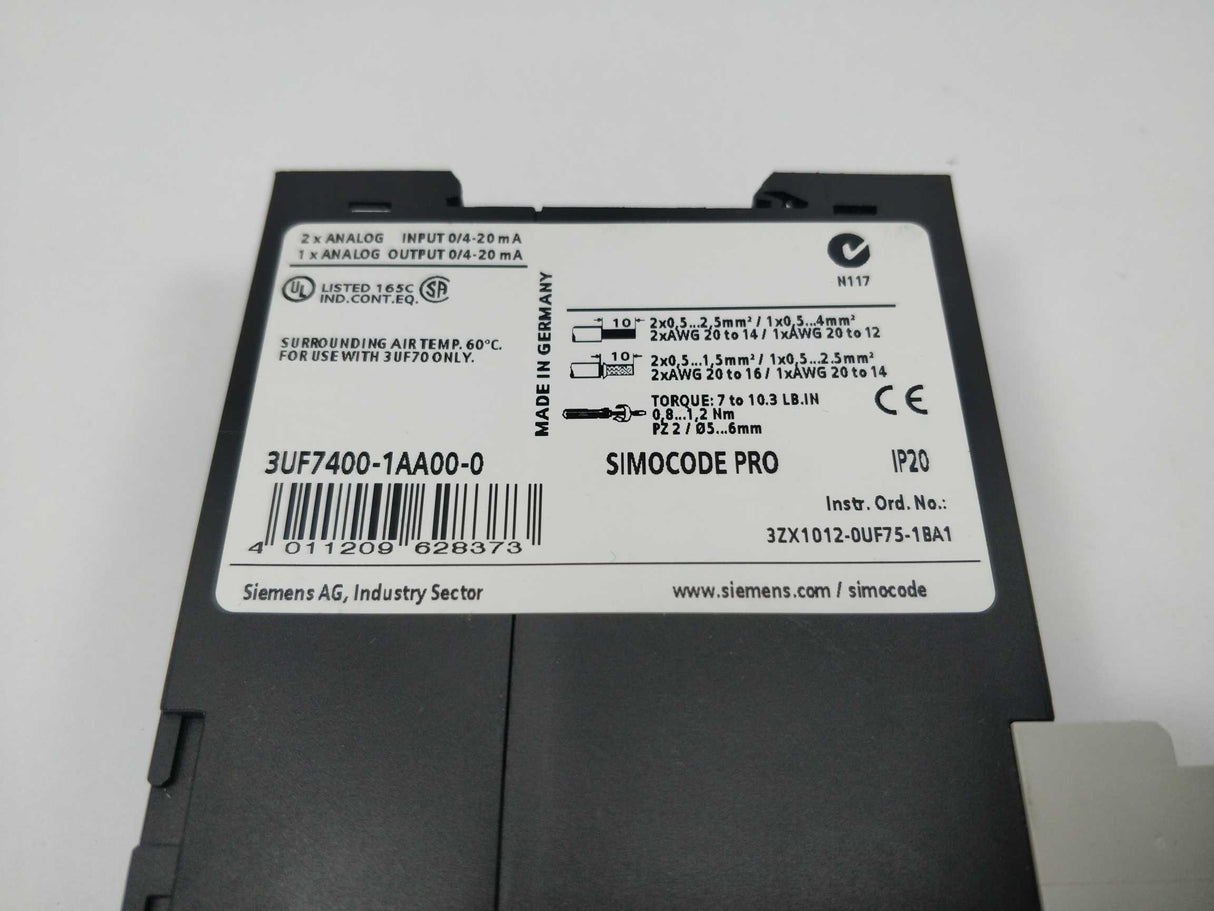 2 x ANALOG INPUT 0/4-20 mA
1 x ANALOG OUTPUT 0/4-20 mA
UL LISTED 165C
IND.CONT.EQ. SA
SURROUNDING AIR TEMP. 60°C.
FOR USE WITH 3UF70 ONLY.
MADE IN GERMANY
N117
10 2x0,5...2,5mm² / 1x0,5...4mm²
2xAWG 20 to 14 / 1xAWG 20 to 12
10 2x0,5...1,5mm² / 1x0,5...2.5mm²
2xAWG 20 to 16 / 1xAWG 20 to 14
TORQUE: 7 to 10.3 LB.IN
0,8...1,2 Nm
PZ 2 / Ø5...6mm
CE
3UF7400-1AA00-0
SIMOCODE PRO
IP20
4 011209 628373
Instr. Ord. No.:
3ZX1012-0UF75-1BA1
Siemens AG, Industry Sector
www.siemens.com / simocode